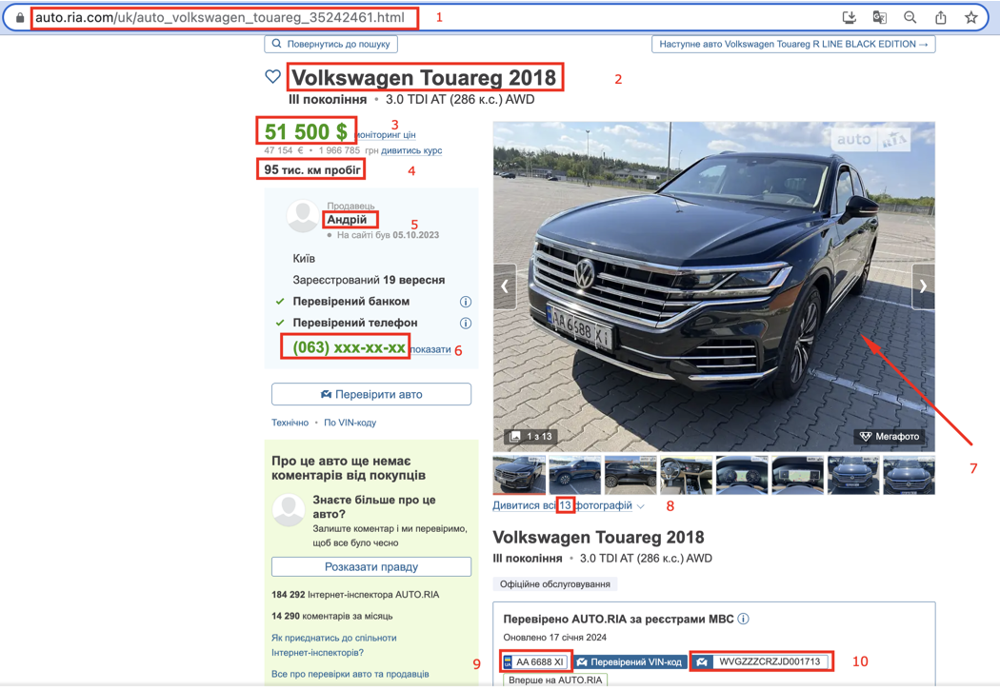 auto.ria.com/uk/auto_volkswagen_touareg_35242461.html 1
Повернутись до пошуку
Наступне авто Volkswagen Touareg R LINE BLACK EDITION →
Volkswagen Touareg 2018 2
III покоління • 3.0 TDI AT (286 к.с.) AWD
51 500 $ моніторинг цін 3
47 154 € • 1 966 785 грн дивитись курс
95 тис. км пробіг 4
Продавець
Андрій 5
• На сайті був 05.10.2023
Київ
Зареєстрований 19 вересня
Перевірений банком
Перевірений телефон
(063) xxx-xx-xx показати 6
Перевірити авто
Технічно • По VIN-коду
Про це авто ще немає
коментарів від покупців
Знаєте більше про це
авто?
Залиште коментар і ми перевіримо,
щоб все було чесно
Розказати правду
184 292 Інтернет-інспектора AUTO.RIA
14 290 коментарів за місяць
Як приєднатись до спільноти
Інтернет-інспекторів?
Все про перевірки авто та продавців
auto RIA
AA 6688 XI
1 з 13
Мегафото
7
Дивитися всі 13 фотографій 8
Volkswagen Touareg 2018
III покоління • 3.0 TDI AT (286 к.с.) AWD
Офіційне обслуговування
Перевірено AUTO.RIA за реєстрами МВС
Оновлено 17 січня 2024
9 AA 6688 XI Перевірений VIN-код WVGZZZCRZJD001713 10
Вперше на AUTO.RIA